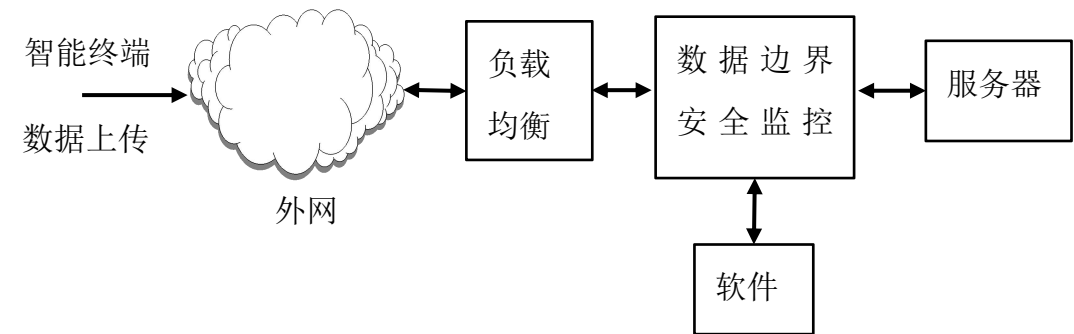 智能终端
数据上传
外网
负载
均衡
数据边界
安全监控
服务器
软件